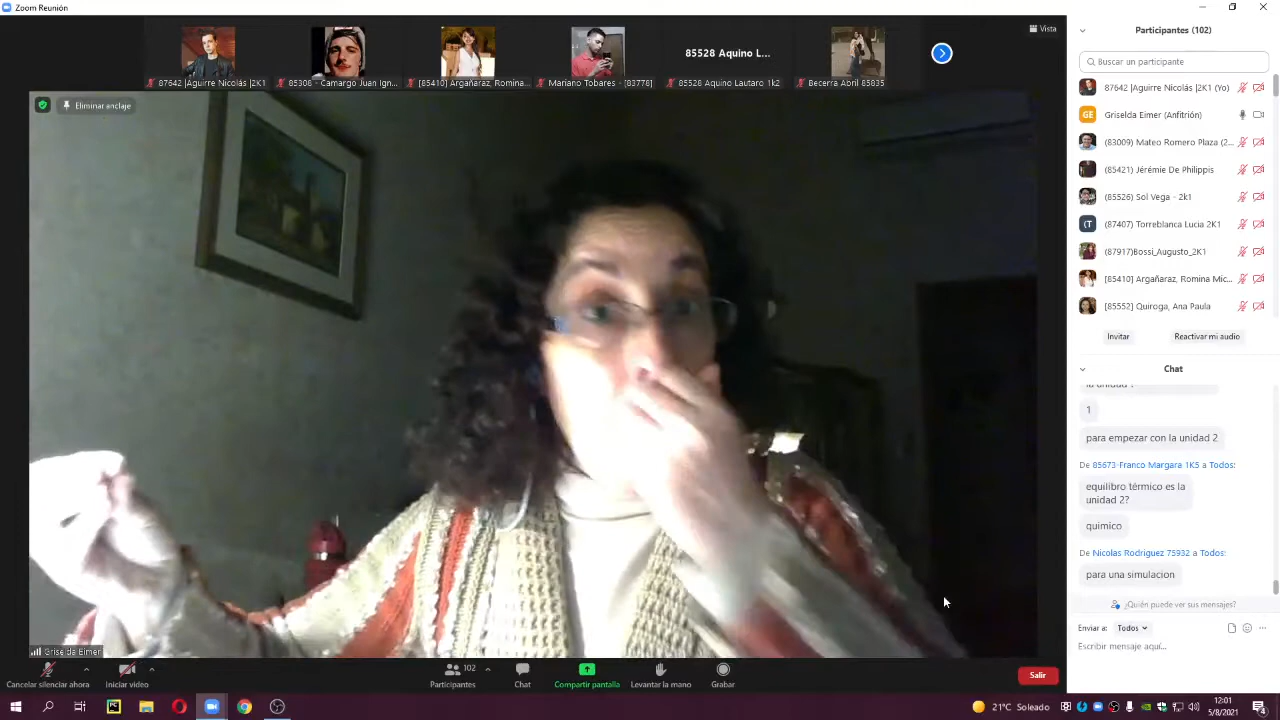 Zoom Reunión
Vista
85528 Aquino L...
87642 |Aguirre Nicolás |2K1
85308 - Camargo Juan Ign...
[85410] Argañaraz, Romina...
Mariano Tobares - (83776)
85528 Aquino Lautaro 1k2
Becerra Abril 85835
Eliminar anclaje
Griselda Eimer
Participantes (102)
Buscar un participante
87642 |Aguirre Nicolás |2K1 (Yo)
GE Griselda Eimer (Anfitrión)
(83009) Mateo Romero Plaza (2...
(85421) Jérémie De Philippis
(85526) Sol Vega - 2k1
(T (87407) Torreblanca Lucia 2K1
(87917)Bossi_Augusto_2K1
[85410] Argañaraz, Romina Mic...
[85552] Quiroga, Ana Paula
Invitar
Reactivar mi audio
Chat
la unidad ?
1
para empezar con la unidad 2
De 85673-Franco Margara 1K5 a Todos:
equilibro térmico es la
unidad 2?
quimico
De Nicolas Rodriguez 75932 a Todos:
para una simulacion
¿Quién puede ver sus mensajes?
Enviar a: Todos
Escribir mensaje aquí...
Cancelar silenciar ahora
Iniciar video
102
Participantes
Chat
Compartir pantalla
Levantar la mano
Grabar
Salir
21°C Soleado
12:01
5/8/2021